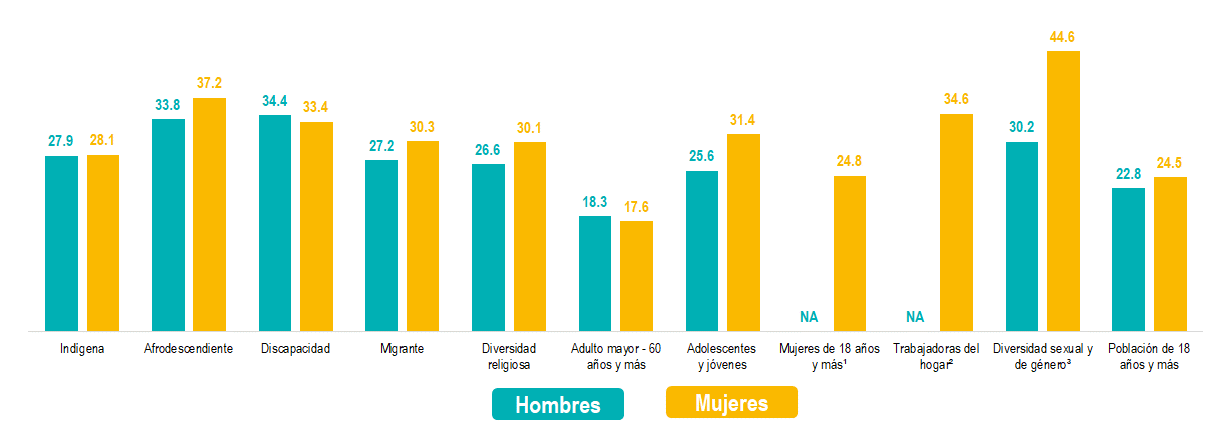 27.9
28.1
33.8
37.2
34.4
33.4
27.2
30.3
26.6
30.1
18.3
17.6
25.6
31.4
NA
24.8
NA
34.6
30.2
44.6
22.8
24.5
Indígena
Afrodescendiente
Discapacidad
Migrante
Diversidad
religiosa
Adulto mayor - 60
años y más
Adolescentes
y jóvenes
Mujeres de 18 años
y más¹
Trabajadoras del
hogar²
Diversidad sexual y
de género³
Población de 18
años y más
Hombres
Mujeres